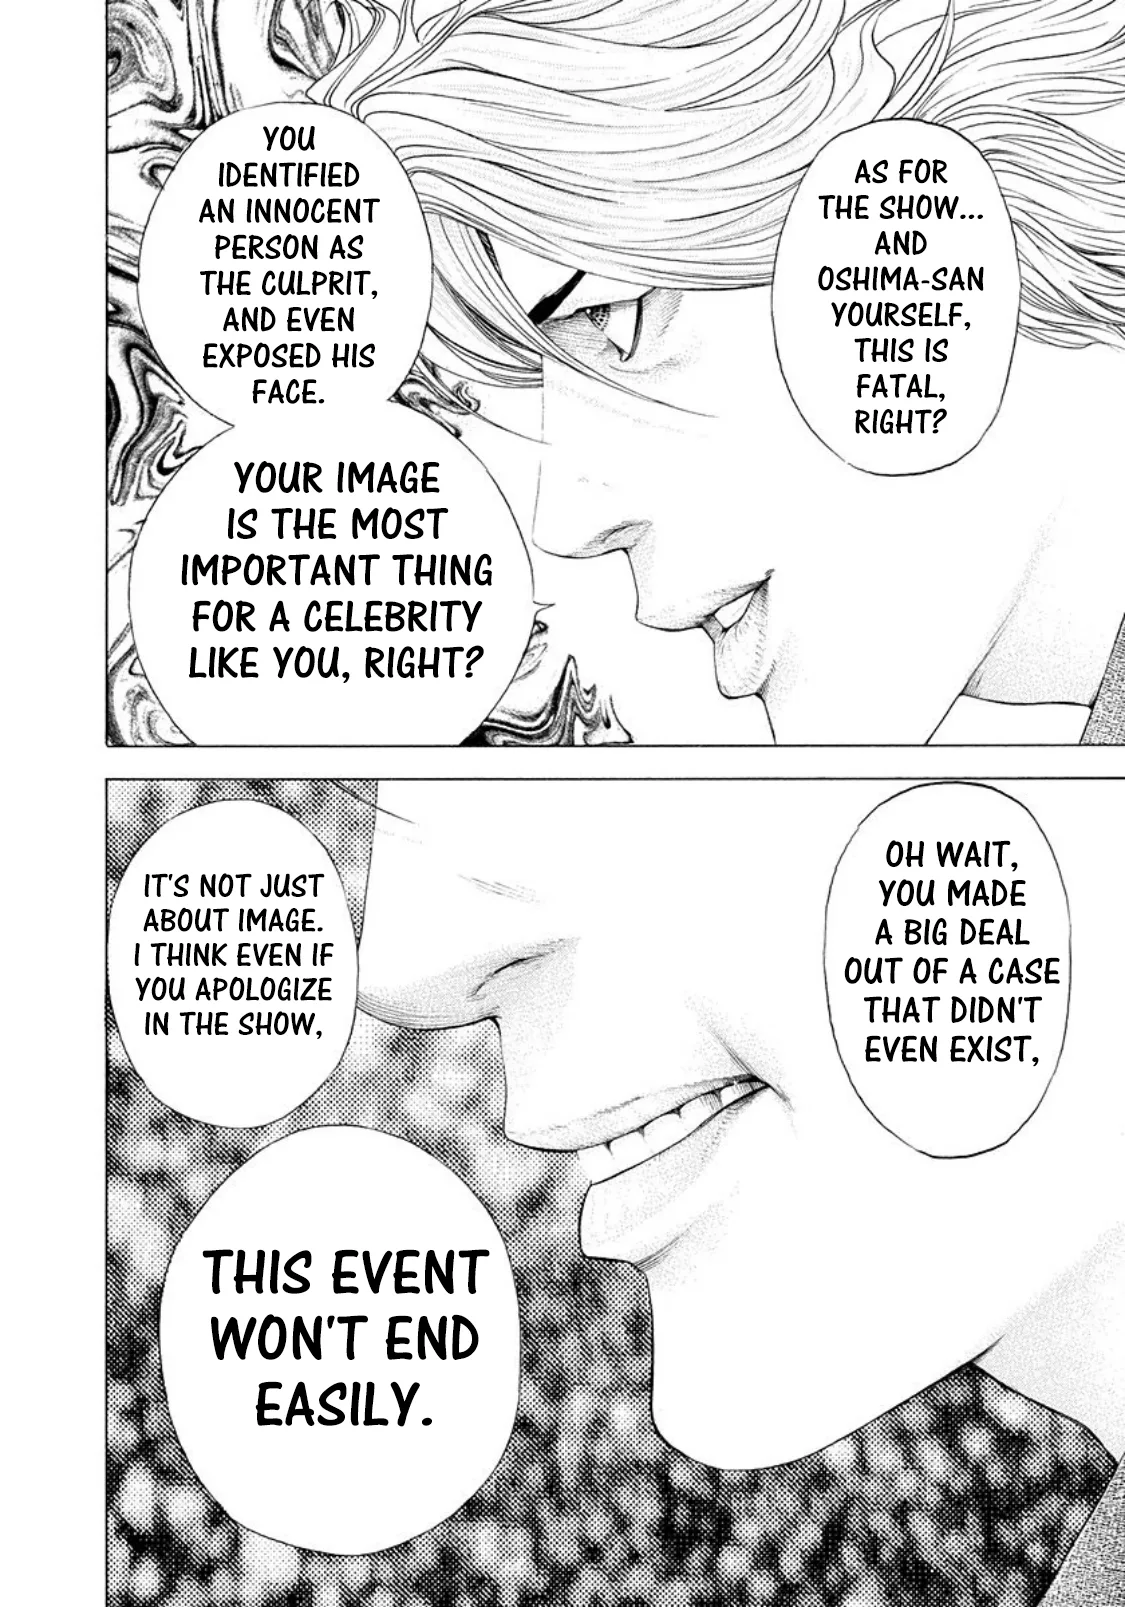 AS FOR
THE SHOW...
AND
OSHIMA-SAN
YOURSELF,
THIS IS
FATAL,
RIGHT?
YOU
IDENTIFIED
AN INNOCENT
PERSON AS
THE CULPRIT,
AND EVEN
EXPOSED HIS
FACE.
YOUR IMAGE
IS THE MOST
IMPORTANT THING
FOR A CELEBRITY
LIKE YOU, RIGHT?
OH WAIT,
YOU MADE
A BIG DEAL
OUT OF A CASE
THAT DIDN'T
EVEN EXIST,
IT'S NOT JUST
ABOUT IMAGE.
I THINK EVEN IF
YOU APOLOGIZE
IN THE SHOW,
THIS EVENT
WON'T END
EASILY.